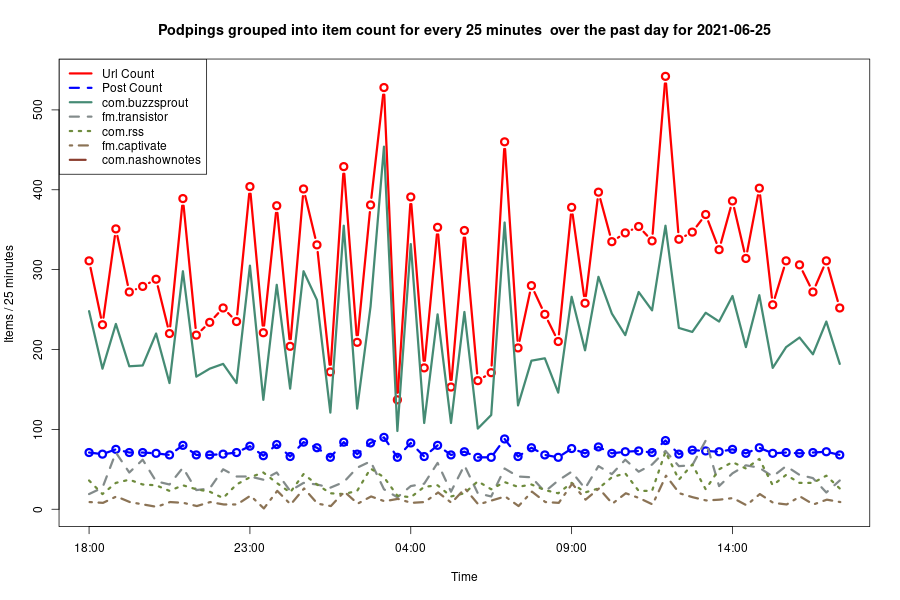 Podpings grouped into item count for every 25 minutes  over the past day for 2021-06-25
Url Count
Post Count
com.buzzsprout
fm.transistor
com.rss
fm.captivate
com.nashownotes
Items / 25 minutes
500
400
300
200
100
0
18:00 23:00 04:00 09:00 14:00
Time